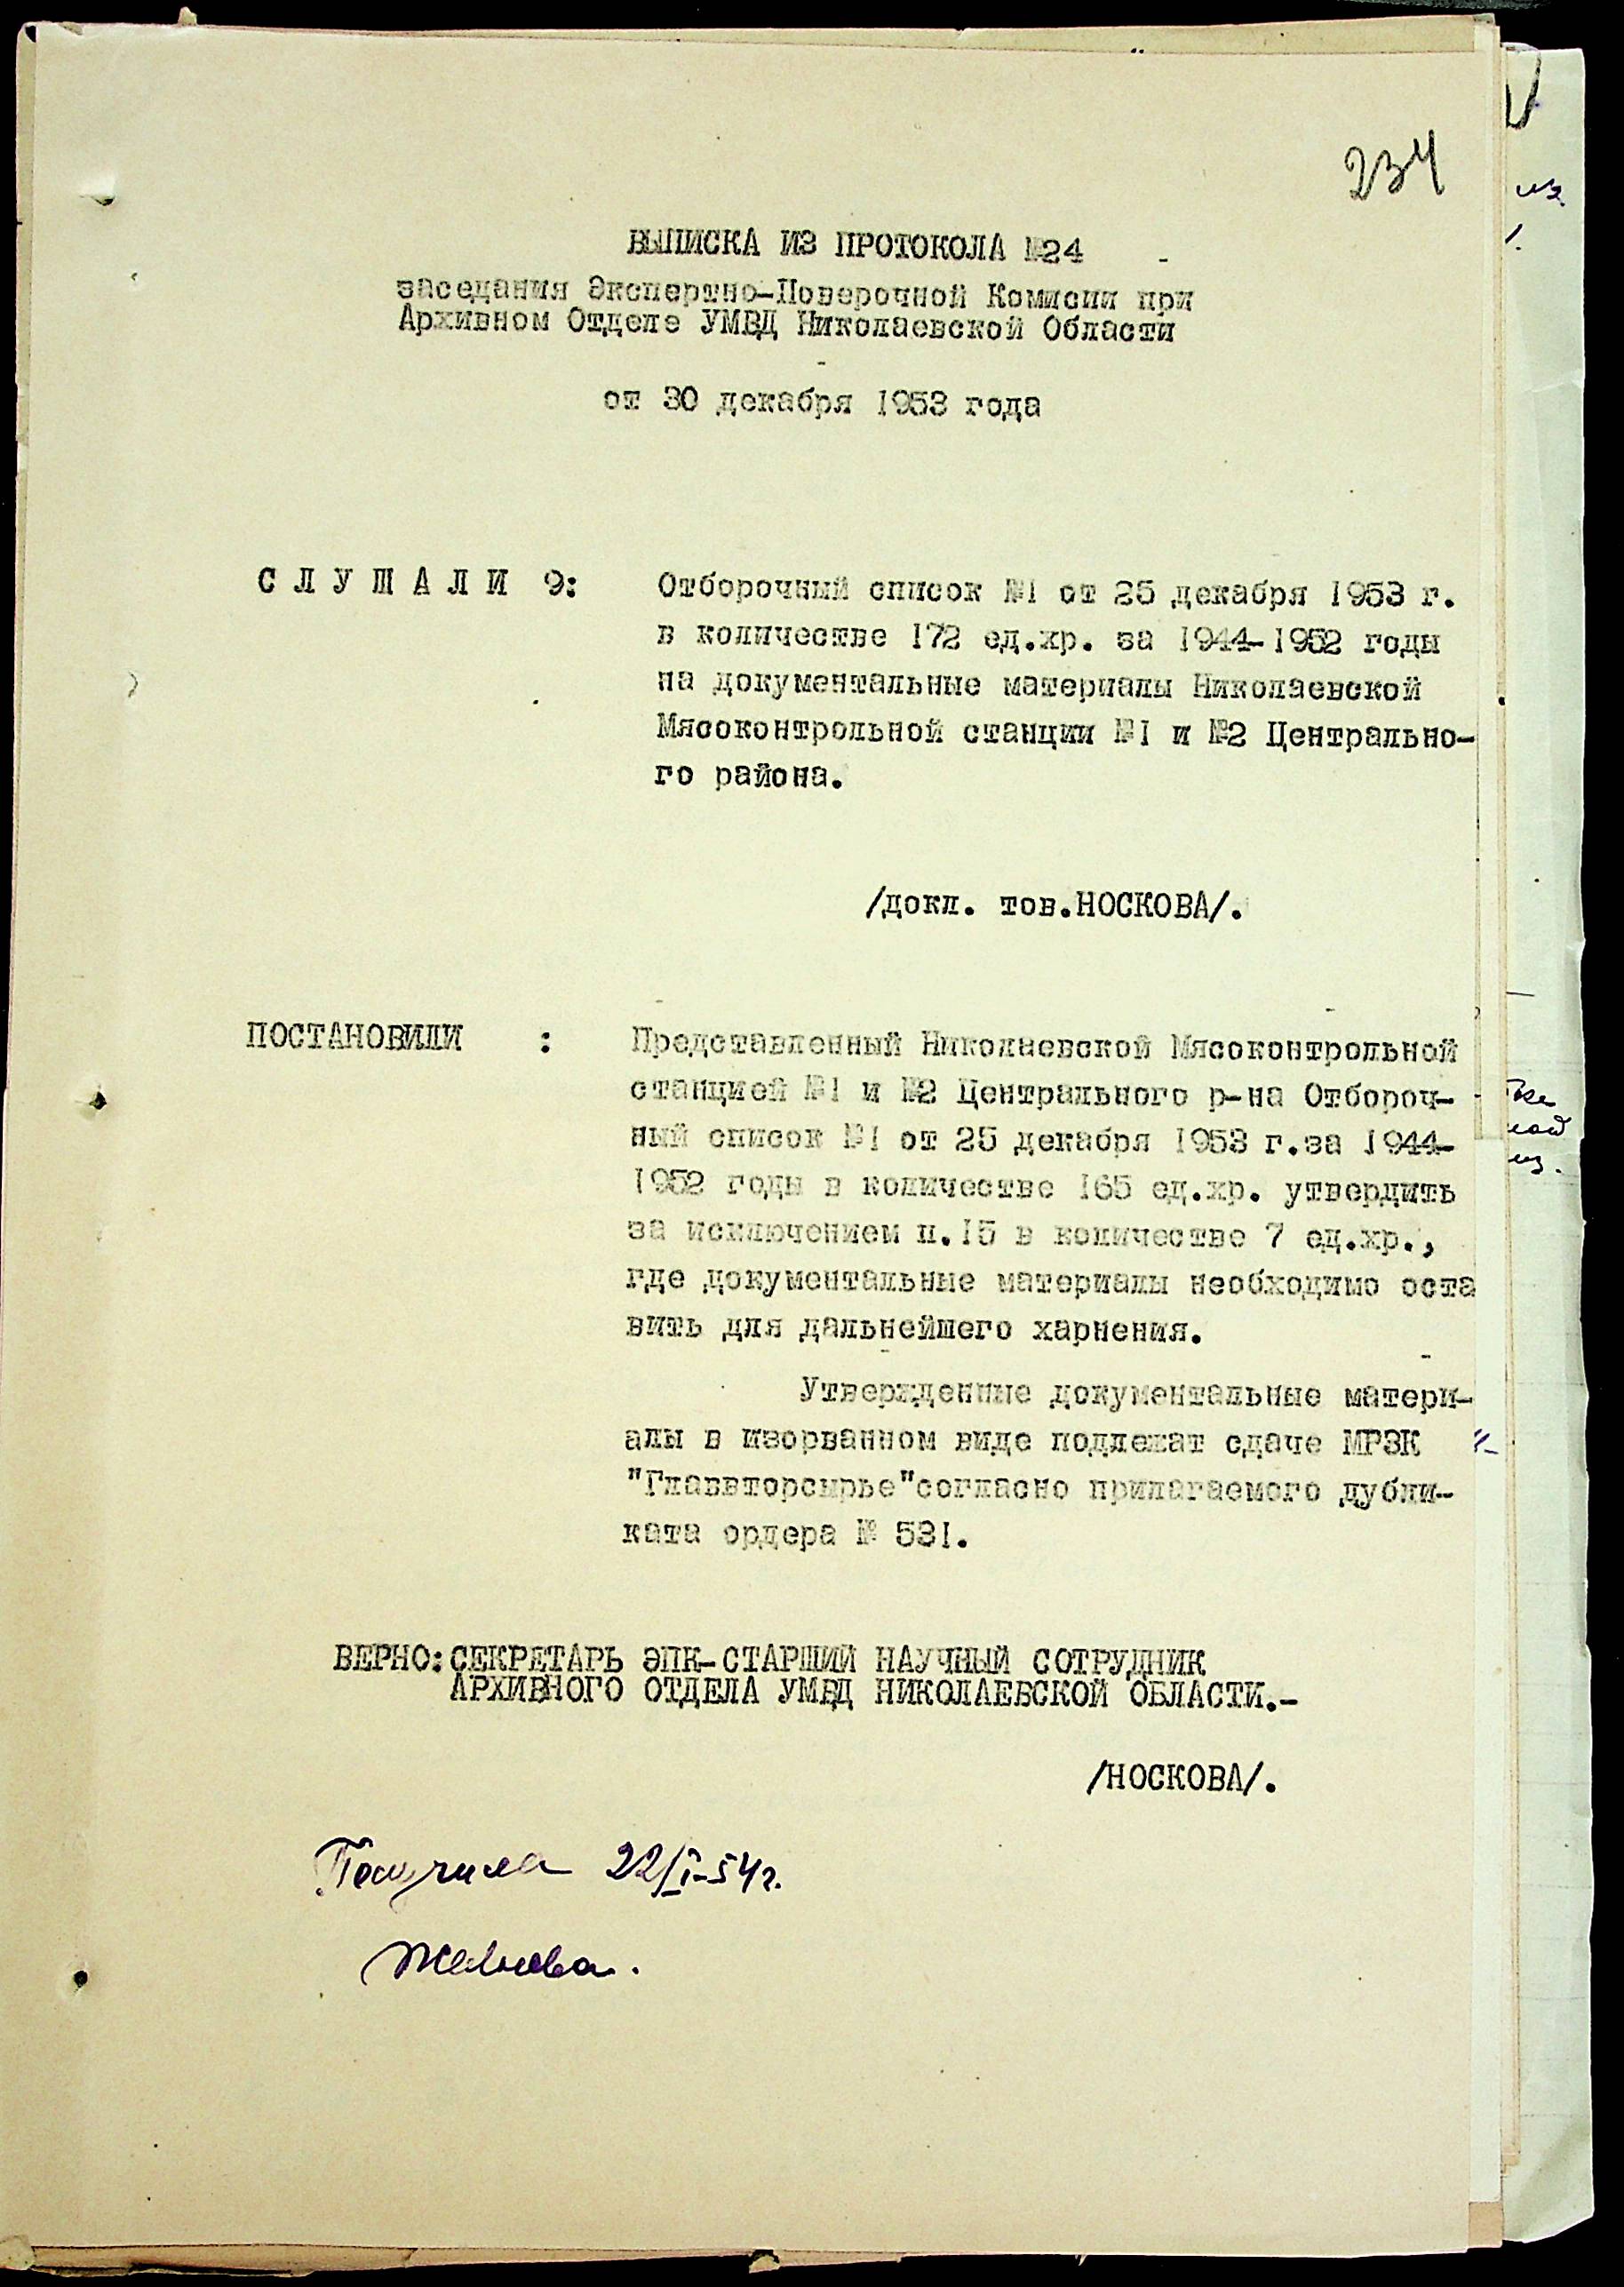 234
ВЫПИСКА ИЗ ПРОТОКОЛА №24
заседания Экспертно-Поверочной Комисии при
Архивном Отделе УМВД Николаевской Области
от 30 декабря 1953 года
С Л У Ш А Л И 9:
Отборочный список №1 от 25 декабря 1953 г.
в количестве 172 ед.хр. за 1944-1952 годы
на документальные материалы Николаевской
Мясоконтрольной станции №1 и №2 Центрально-
го района.
/докл. тов.НОСКОВА/.
ПОСТАНОВИЛИ :
Представленный Николаевской Мясоконтрольной
станцией №1 и №2 Центрального р-на Отбороч-
ный список №1 от 25 декабря 1953 г.за 1944-
1952 годы в количестве 165 ед.хр. утвердить
за исключением п.15 в количестве 7 ед.хр.,
где документальные материалы необходимо оста
вить для дальнейшего харнения.
Утвержденные документальные матери-
алы в изорванном виде подлежат сдаче МРЗК
"Главвторсырье"согласно прилагаемого дубли-
ката ордера № 531.
ВЕРНО: СЕКРЕТАРЬ ЭПК-СТАРШИЙ НАУЧНЫЙ СОТРУДНИК
АРХИВНОГО ОТДЕЛА УМВД НИКОЛАЕВСКОЙ ОБЛАСТИ.-
/НОСКОВА/.
Получила 22/I-54г.